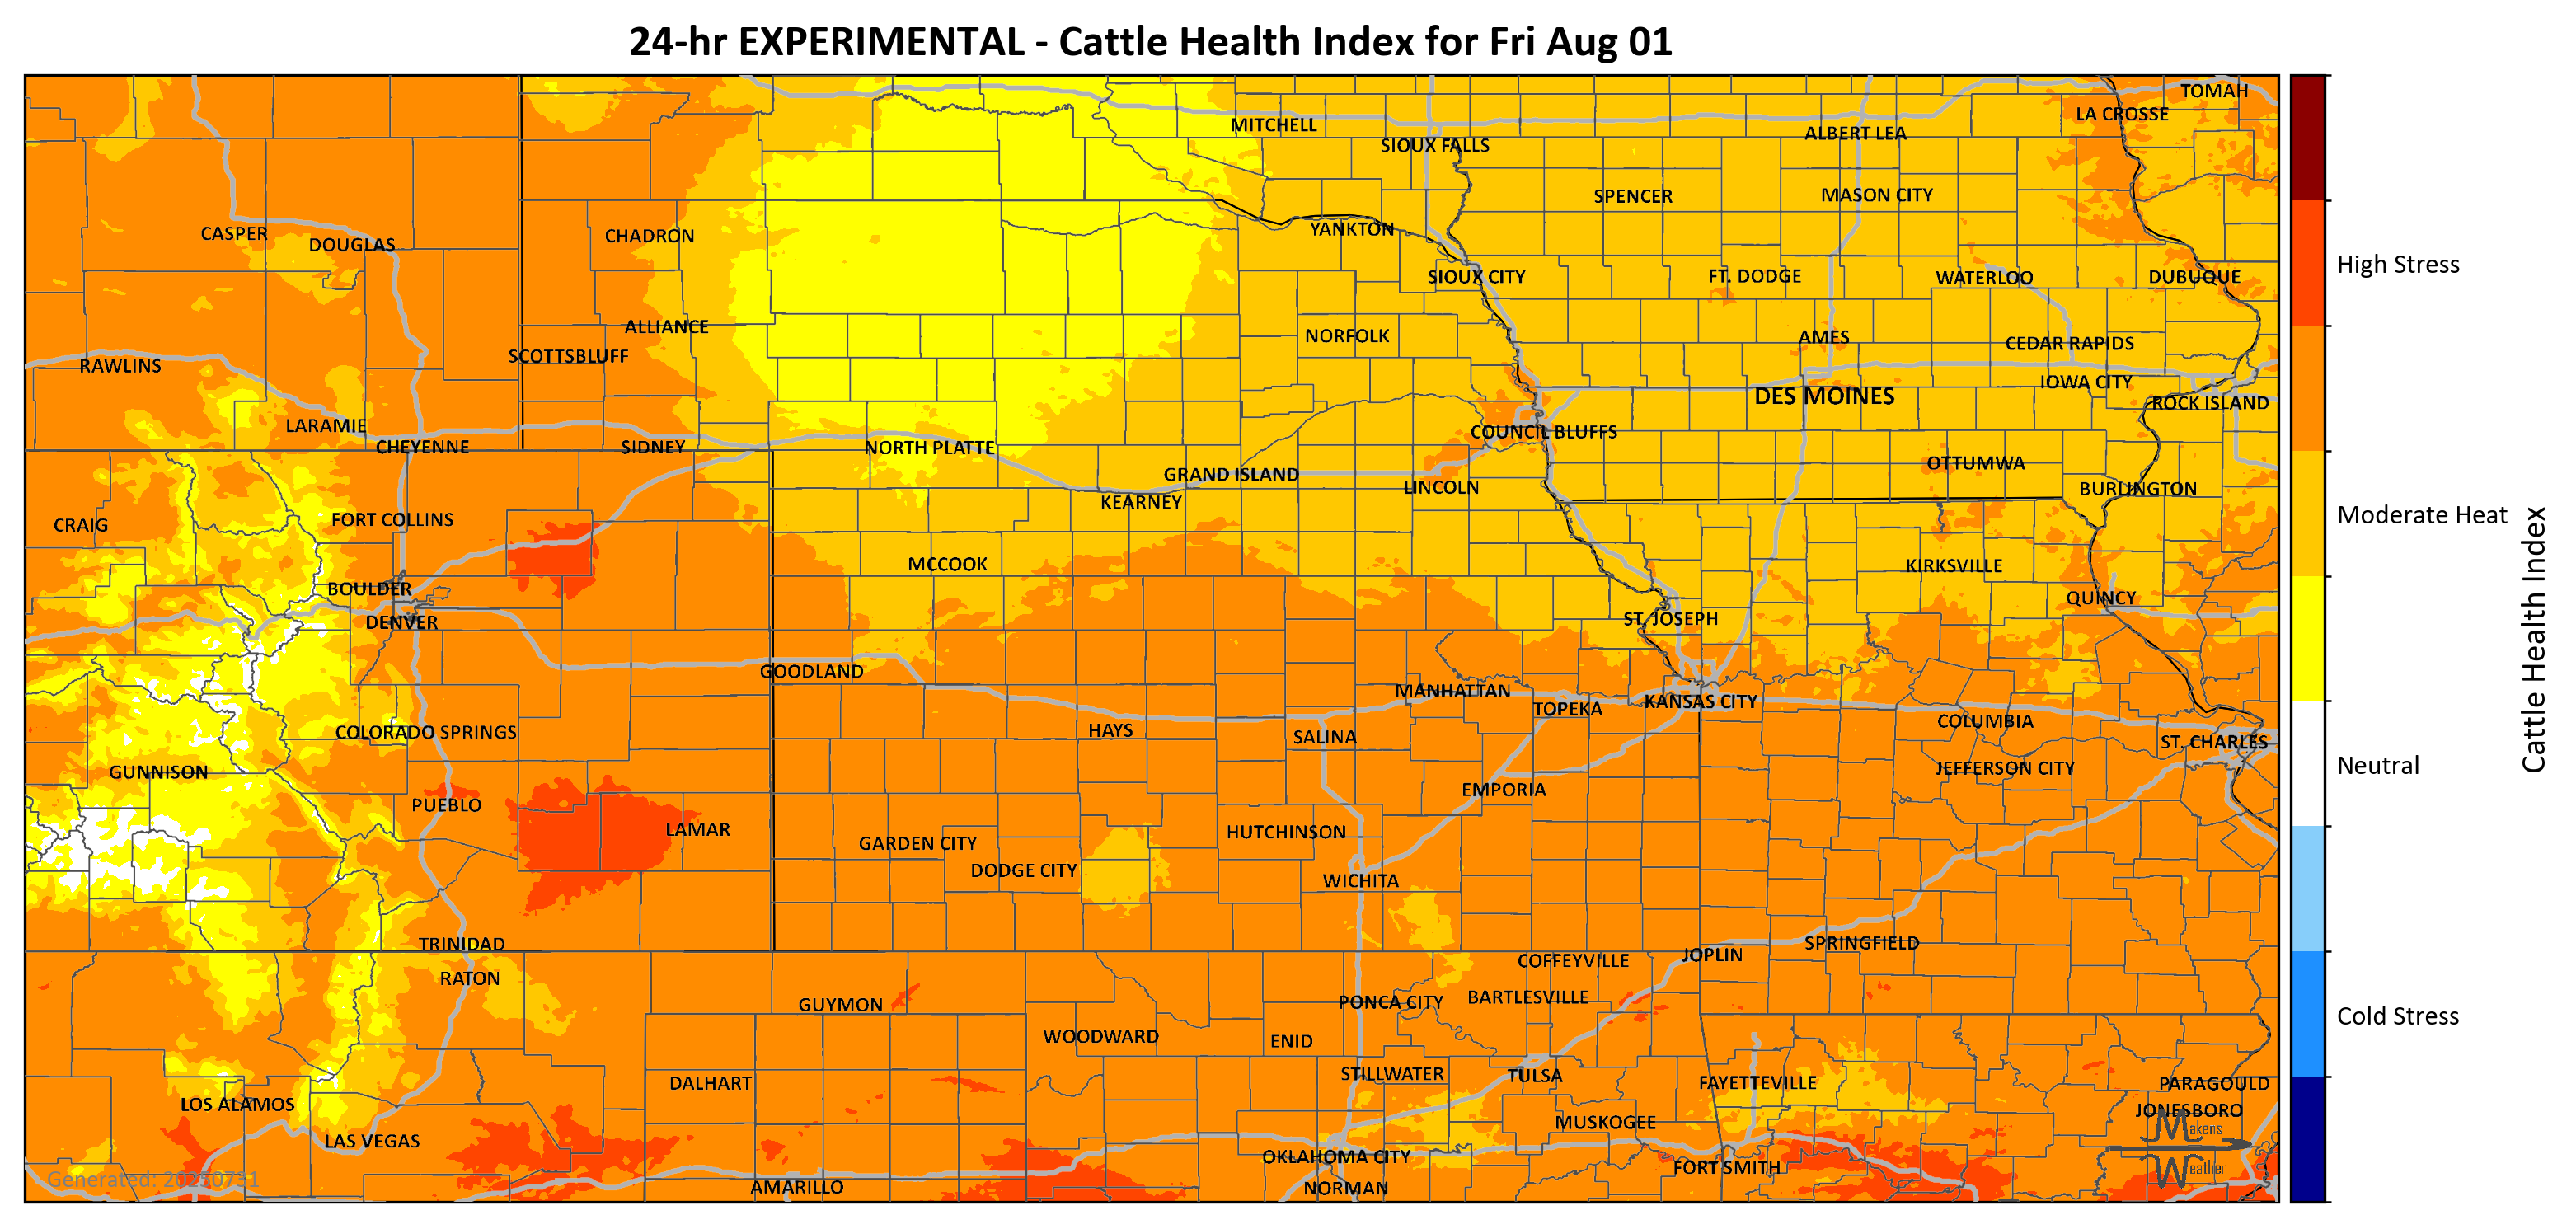 24-hr EXPERIMENTAL - Cattle Health Index for Fri Aug 01
TOMAH
LA CROSSE
MITCHELL
ALBERT LEA
SIOUX FALLS
SPENCER
MASON CITY
CASPER
DOUGLAS
CHADRON
YANKTON
SIOUX CITY
FT. DODGE
WATERLOO
DUBUQUE
High Stress
ALLIANCE
NORFOLK
AMES
CEDAR RAPIDS
SCOTTSBLUFF
RAWLINS
IOWA CITY
DES MOINES
ROCK ISLAND
LARAMIE
COUNCIL BLUFFS
CHEYENNE
SIDNEY
NORTH PLATTE
OTTUMWA
GRAND ISLAND
LINCOLN
BURLINGTON
KEARNEY
Moderate Heat
CRAIG
FORT COLLINS
MCCOOK
KIRKSVILLE
BOULDER
QUINCY
DENVER
ST. JOSEPH
Cattle Health Index
GOODLAND
MANHATTAN
TOPEKA
KANSAS CITY
COLUMBIA
COLORADO SPRINGS
HAYS
SALINA
ST. CHARLES
GUNNISON
JEFFERSON CITY
Neutral
EMPORIA
PUEBLO
LAMAR
HUTCHINSON
GARDEN CITY
DODGE CITY
WICHITA
TRINIDAD
SPRINGFIELD
JOPLIN
COFFEYVILLE
RATON
GUYMON
PONCA CITY
BARTLESVILLE
Cold Stress
WOODWARD
ENID
STILLWATER
TULSA
DALHART
FAYETTEVILLE
PARAGOULD
LOS ALAMOS
JONESBORO
MUSKOGEE
Makens
LAS VEGAS
OKLAHOMA CITY
FORT SMITH
Weather
Generated: 20250731
AMARILLO
NORMAN